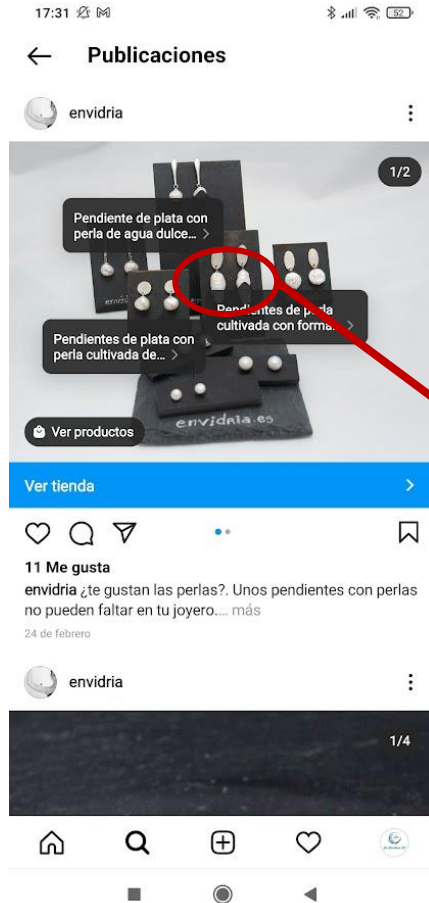 17:31
52
Publicaciones
envidria
1/2
Pendiente de plata con
perla de agua dulce... >
Pendientes de perla
cultivada con forma... >
Pendientes de plata con
perla cultivada de... >
envidria.es
Ver productos
Ver tienda
11 Me gusta
envidria ¿te gustan las perlas?. Unos pendientes con perlas
no pueden faltar en tu joyero.... más
24 de febrero
envidria
1/4